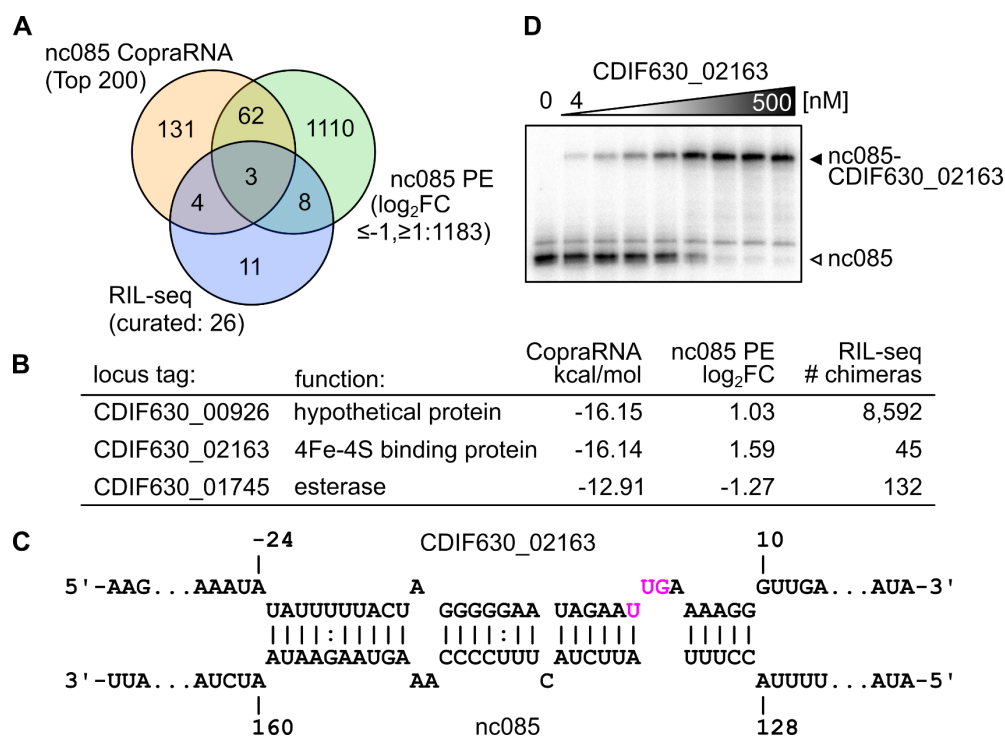 A
nc085 CopraRNA
(Top 200)
131
62
1110
3
4
8
11
nc085 PE
(log2FC
≤-1,≥1:1183)
RIL-seq
(curated: 26)
D
CDIF630_02163
0 4 500 [nM]
nc085-
CDIF630_02163
nc085
B
locus tag: function: CopraRNA kcal/mol nc085 PE log2FC RIL-seq # chimeras
CDIF630_00926 hypothetical protein -16.15 1.03 8,592
CDIF630_02163 4Fe-4S binding protein -16.14 1.59 45
CDIF630_01745 esterase -12.91 -1.27 132
C
-24 CDIF630_02163 10
5'-AAG...AAAUA A UGA GUUGA...AUA-3'
UAUUUUUACU GGGGGAA UAGAAU AAAGG
||||:||||| ||||:|| |||||| |||||
AUAAGAAUGA CCCCUUU AUCUUA UUUCC
3'-UUA...AUCUA AA C AUUUU...AUA-5'
160 nc085 128